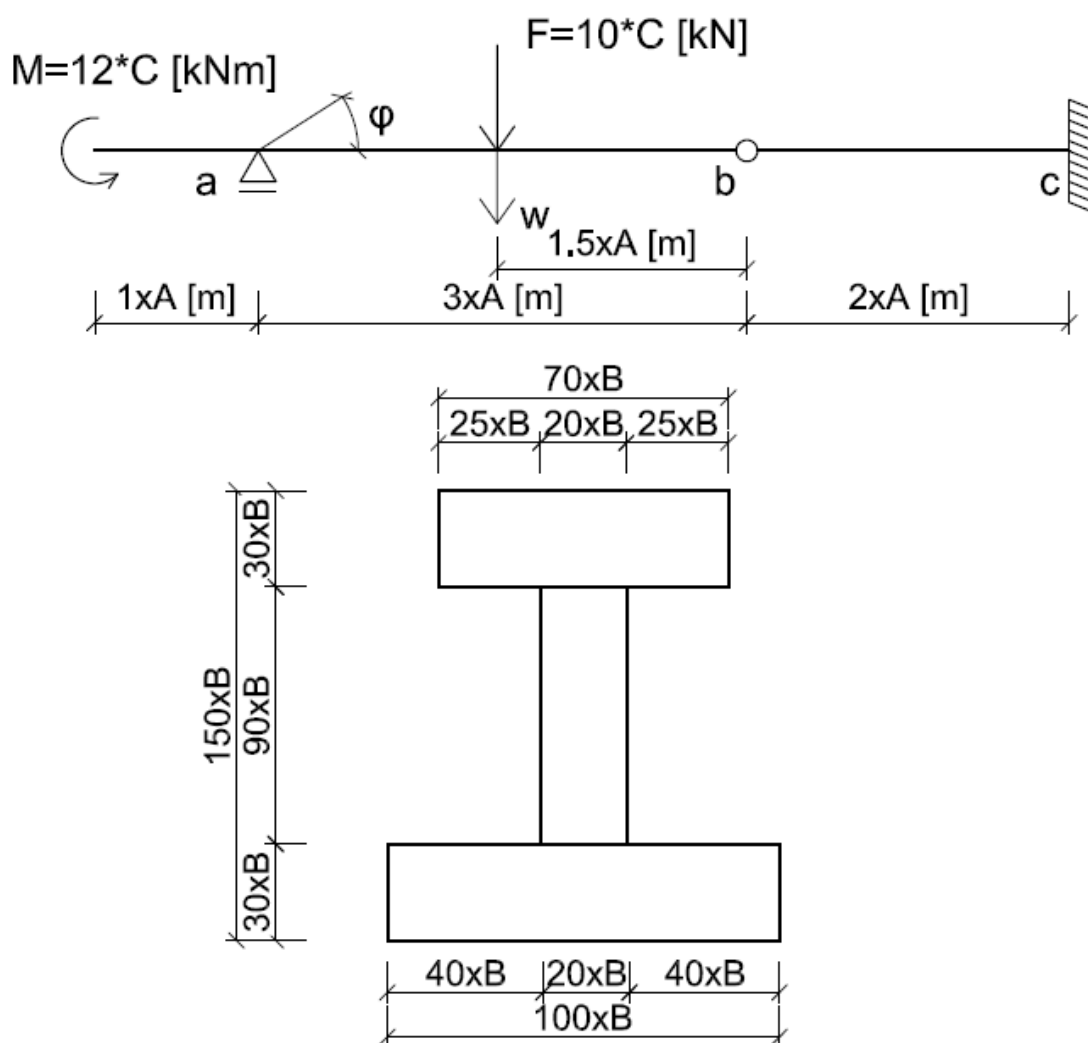 F=10*C [kN]
M=12*C [kNm]
φ
a
b
c
w
1.5xA [m]
1xA [m]
3xA [m]
2xA [m]
70xB
25xB
20xB
25xB
30xB
150xB
90xB
30xB
40xB
20xB
40xB
100xB